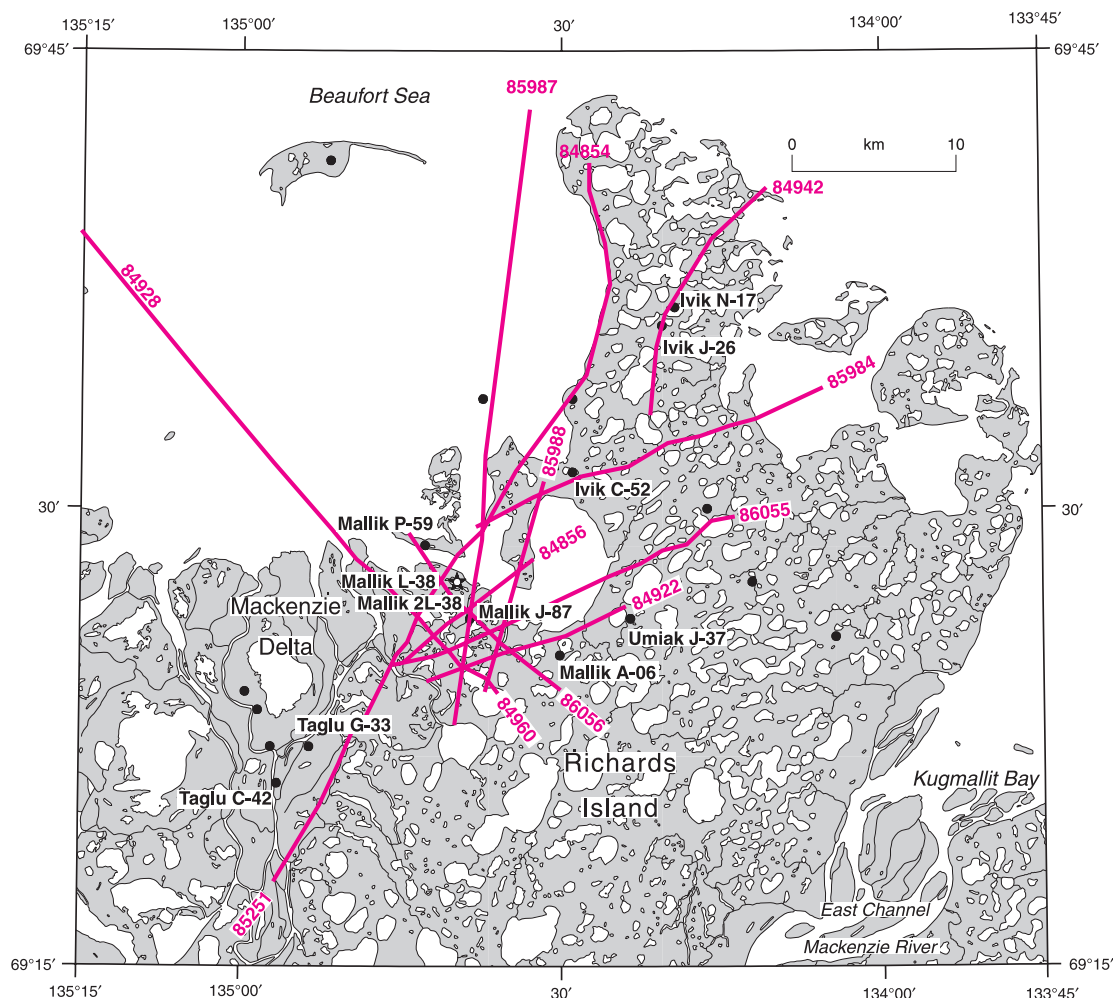 135°15′
135°00′
30′
134°00′
133°45′
69°45′
69°45′
Beaufort Sea
85987
84854
0 km 10
84942
84928
Ivik N-17
Ivik J-26
85984
85988
Ivik C-52
30′
30′
Mallik P-59
86055
84856
Mallik L-38
Mallik 2L-38
Mackenzie
Delta
Mallik J-87
84922
Umiak J-37
Mallik A-06
84960
86056
Taglu G-33
Richards
Island
Taglu C-42
Kugmallit Bay
85251
East Channel
Mackenzie River
69°15′
69°15′
135°15′
135°00′
30′
134°00′
133°45′